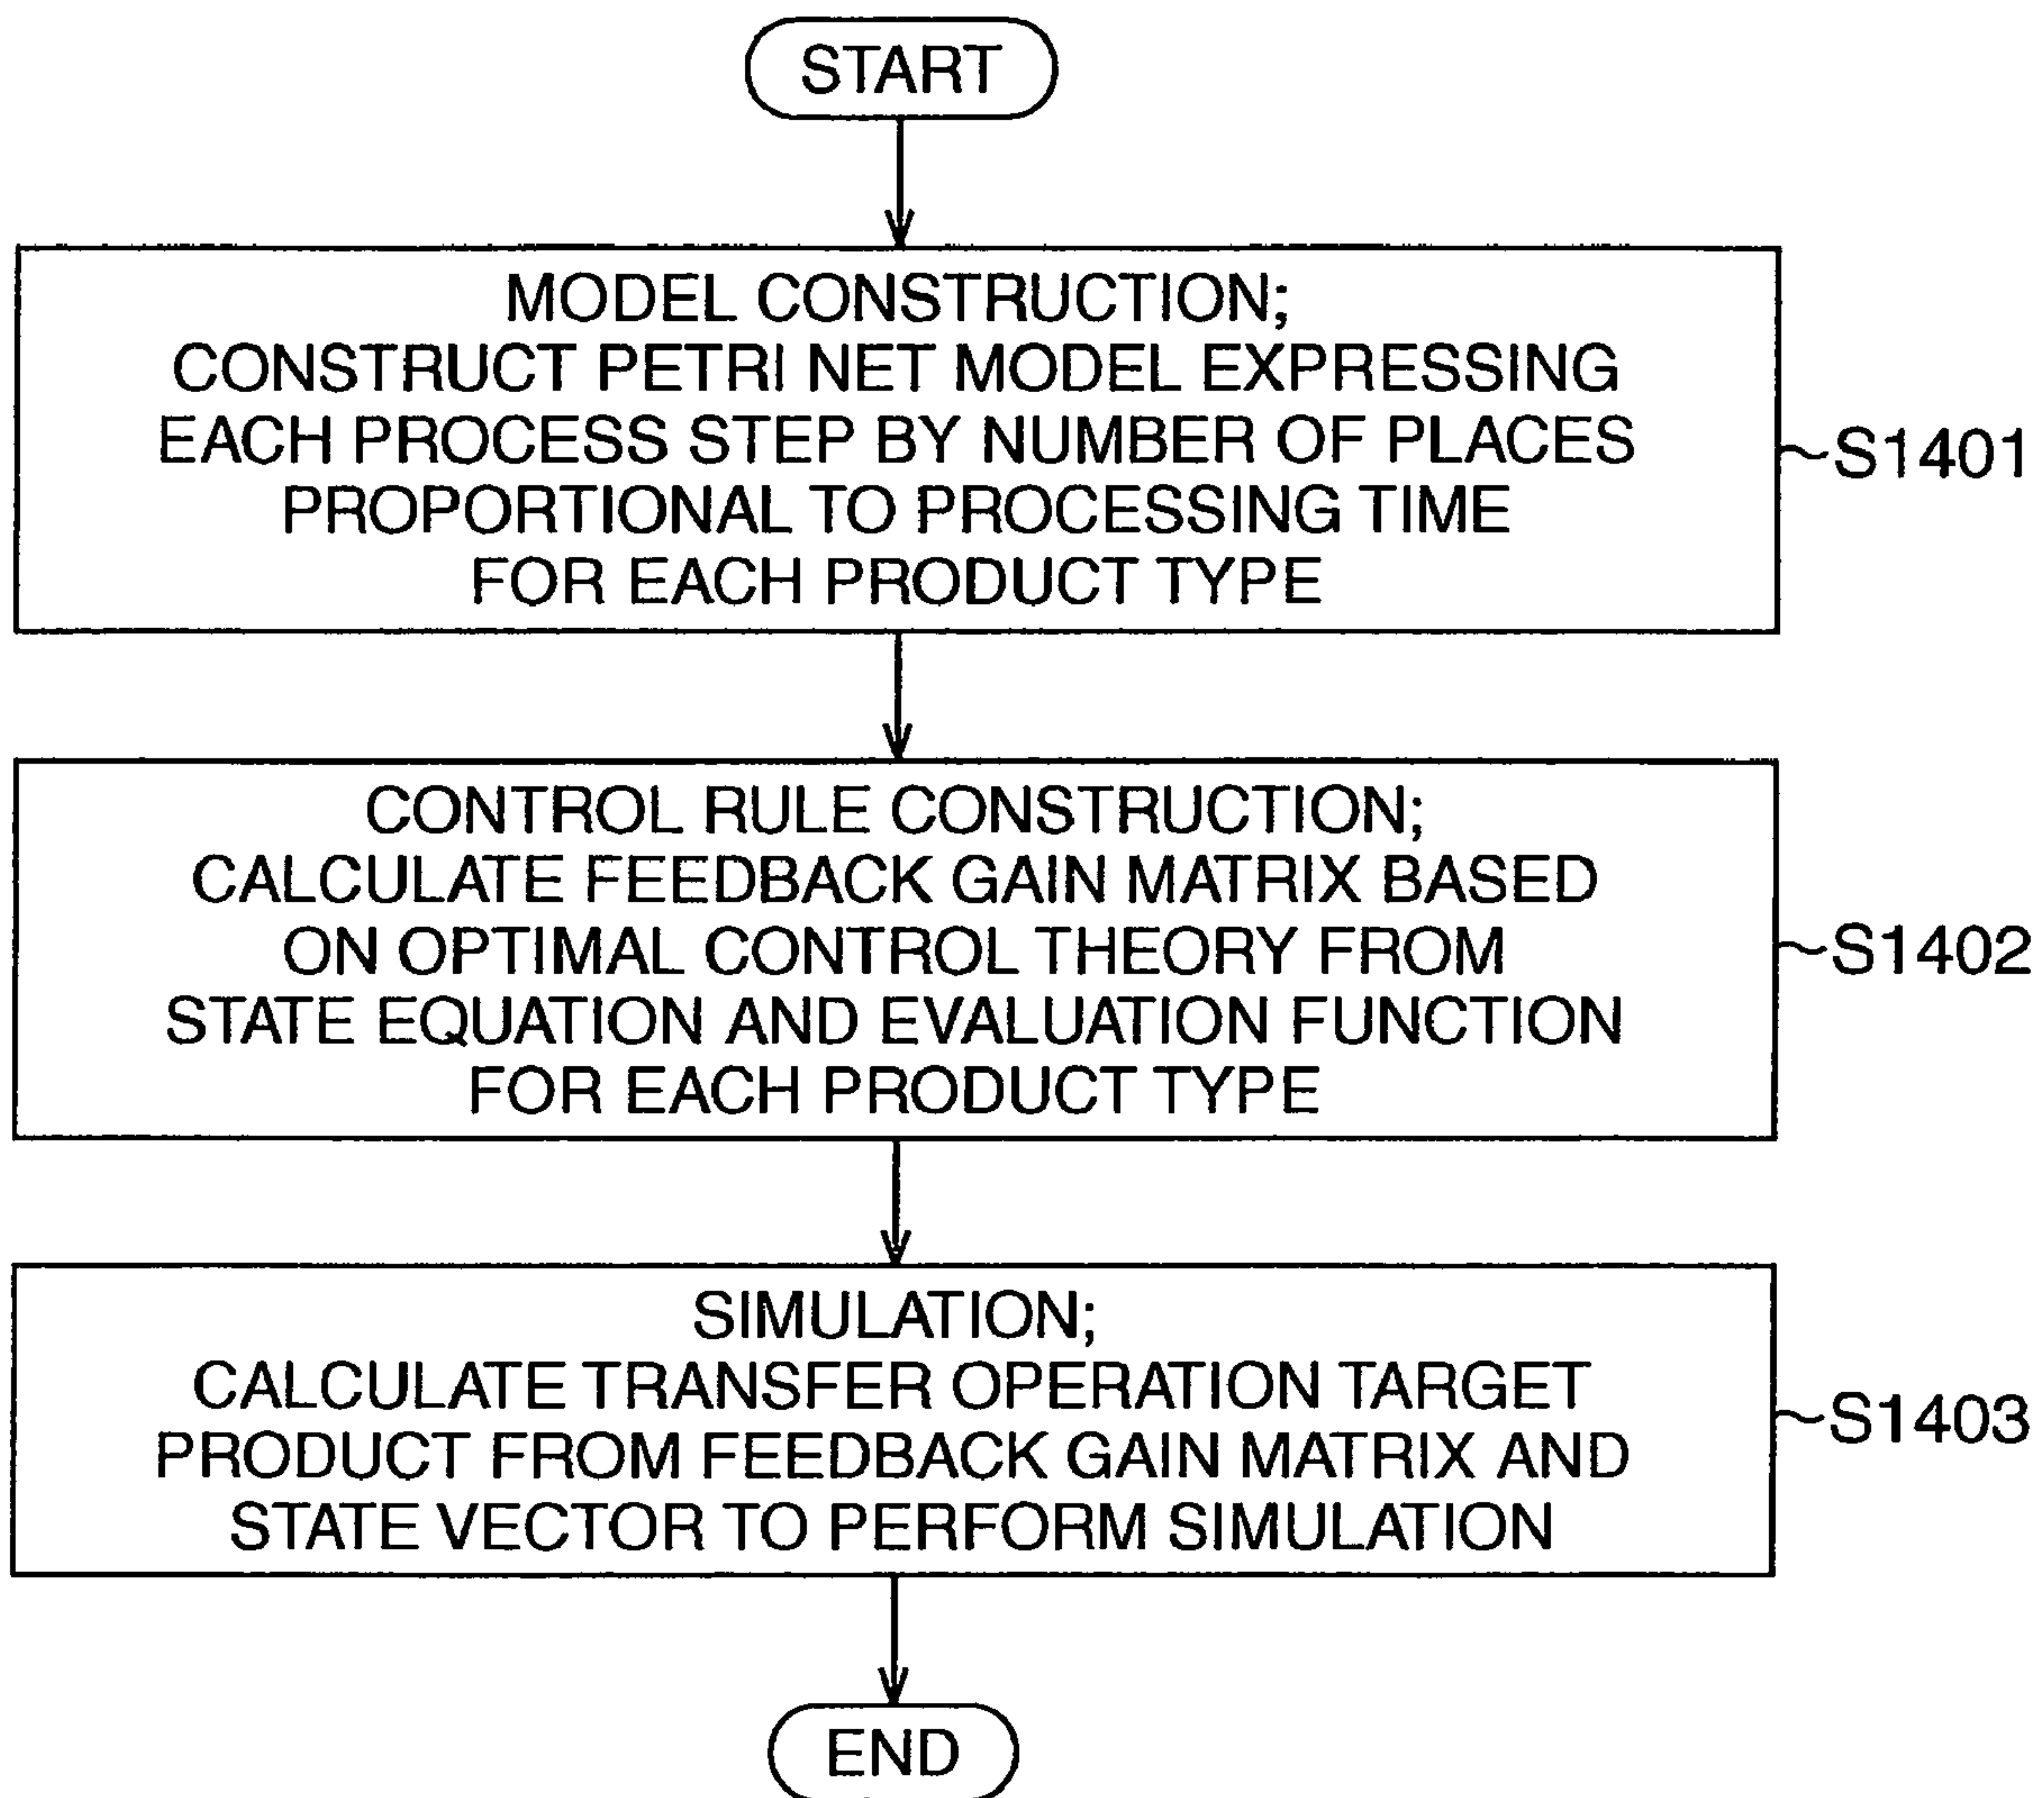 START
MODEL CONSTRUCTION;
CONSTRUCT PETRI NET MODEL EXPRESSING
EACH PROCESS STEP BY NUMBER OF PLACES
PROPORTIONAL TO PROCESSING TIME
FOR EACH PRODUCT TYPE
S1401
CONTROL RULE CONSTRUCTION;
CALCULATE FEEDBACK GAIN MATRIX BASED
ON OPTIMAL CONTROL THEORY FROM
STATE EQUATION AND EVALUATION FUNCTION
FOR EACH PRODUCT TYPE
S1402
SIMULATION;
CALCULATE TRANSFER OPERATION TARGET
PRODUCT FROM FEEDBACK GAIN MATRIX AND
STATE VECTOR TO PERFORM SIMULATION
S1403
END